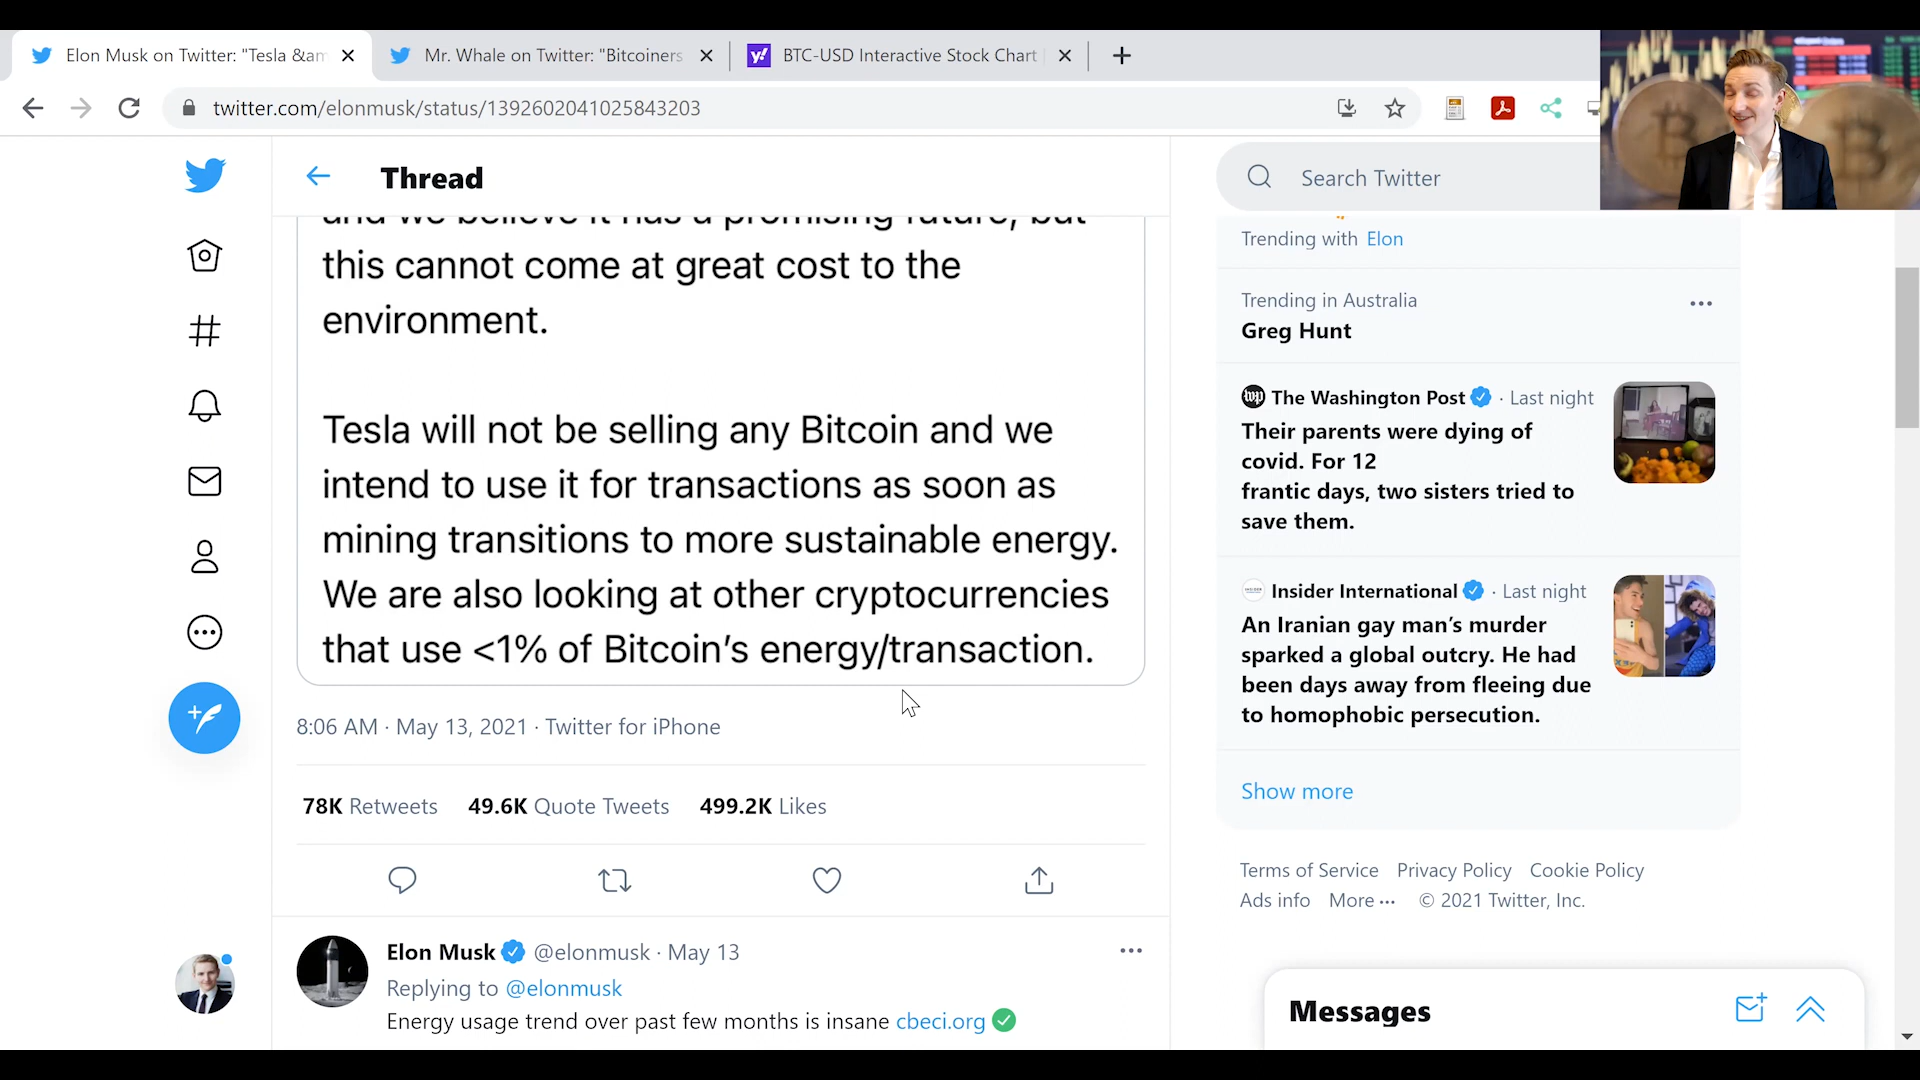 Elon Musk on Twitter: "Tesla &am
Mr. Whale on Twitter: "Bitcoiners
BTC-USD Interactive Stock Chart
twitter.com/elonmusk/status/1392602041025843203
Thread
Search Twitter
and we believe it has a promising future, but
this cannot come at great cost to the
environment.
Tesla will not be selling any Bitcoin and we
intend to use it for transactions as soon as
mining transitions to more sustainable energy.
We are also looking at other cryptocurrencies
that use <1% of Bitcoin’s energy/transaction.
8:06 AM · May 13, 2021 · Twitter for iPhone
78K Retweets 49.6K Quote Tweets 499.2K Likes
Elon Musk @elonmusk · May 13
Replying to @elonmusk
Energy usage trend over past few months is insane cbeci.org
Trending with Elon
Trending in Australia
Greg Hunt
The Washington Post · Last night
Their parents were dying of
covid. For 12
frantic days, two sisters tried to
save them.
Insider International · Last night
An Iranian gay man’s murder
sparked a global outcry. He had
been days away from fleeing due
to homophobic persecution.
Show more
Terms of Service Privacy Policy Cookie Policy
Ads info More ··· © 2021 Twitter, Inc.
Messages